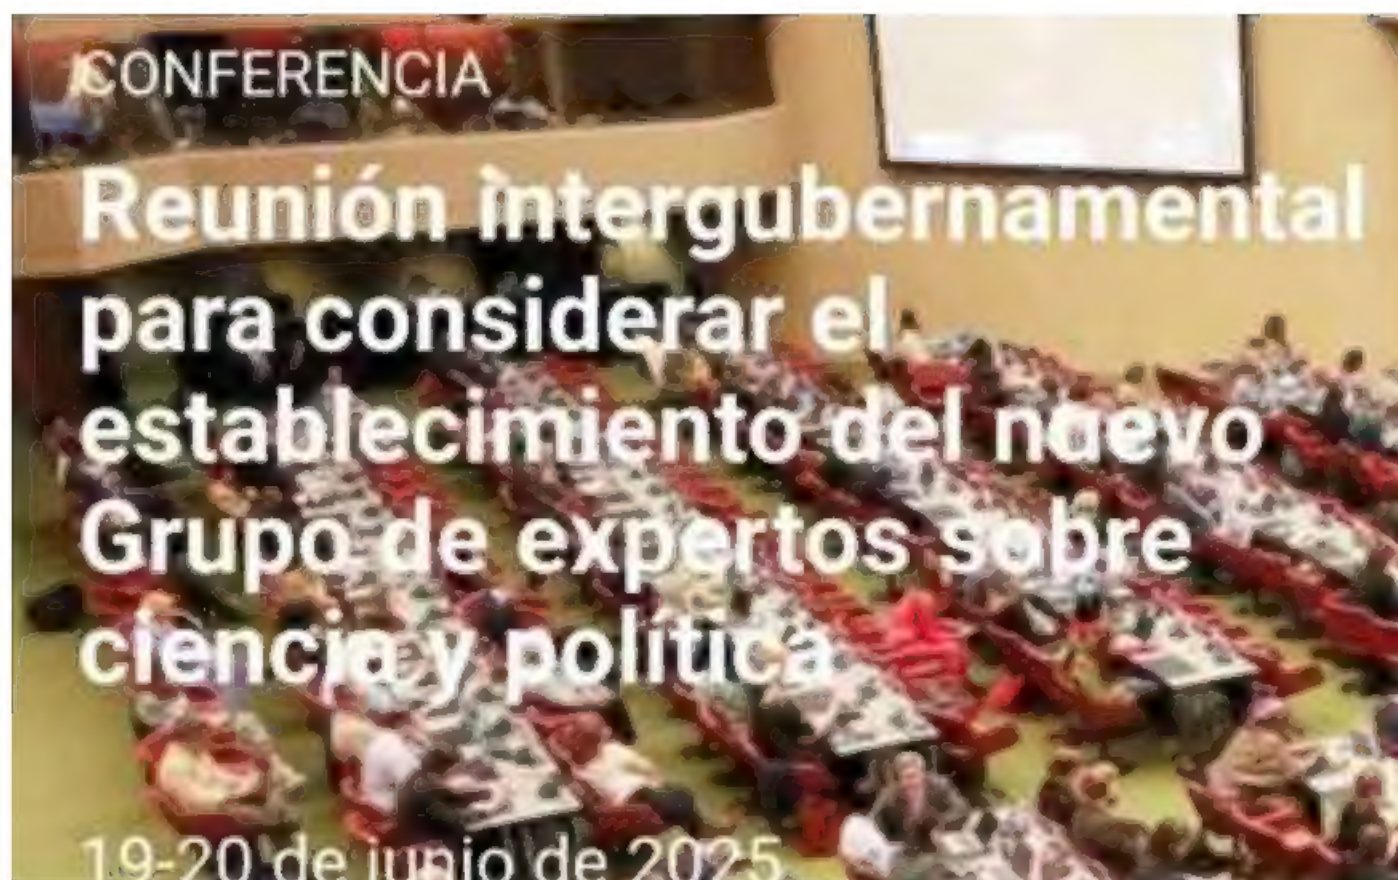 CONFERENCIA
Reunión intergubernamental
para considerar el
establecimiento del nuevo
Grupo de expertos sobre
ciencia y política
19-20 de junio de 2025